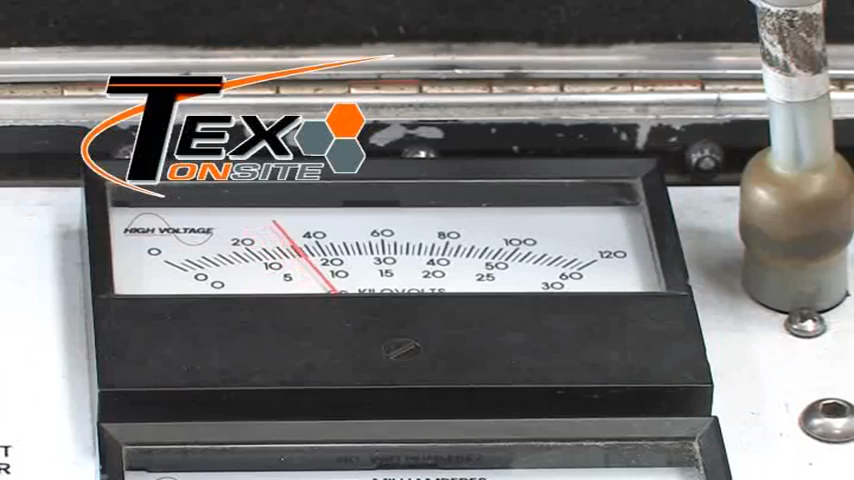 TEX
ONSITE
HIGH VOLTAGE
0 20 40 60 80 100 120
0 10 20 30 40 50 60
0 5 10 15 20 25 30
KILOVOLTS
T
R
MILLIAMPERES